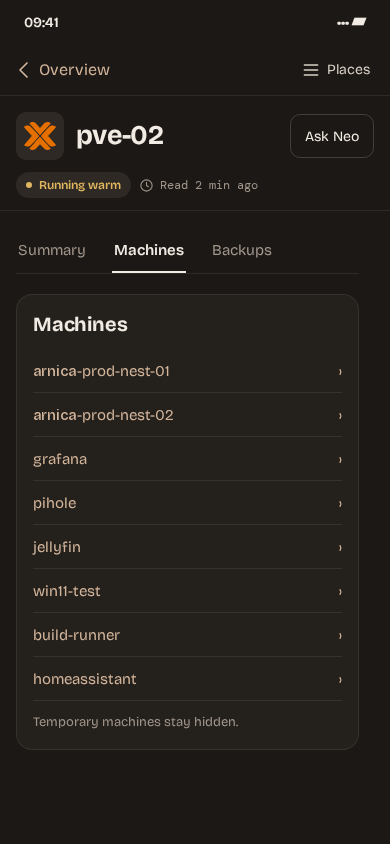 09:41
Overview
Places
pve-02
Ask Neo
Running warm
Read 2 min ago
Summary
Machines
Backups
Machines
arnica-prod-nest-01
arnica-prod-nest-02
grafana
pihole
jellyfin
win11-test
build-runner
homeassistant
Temporary machines stay hidden.